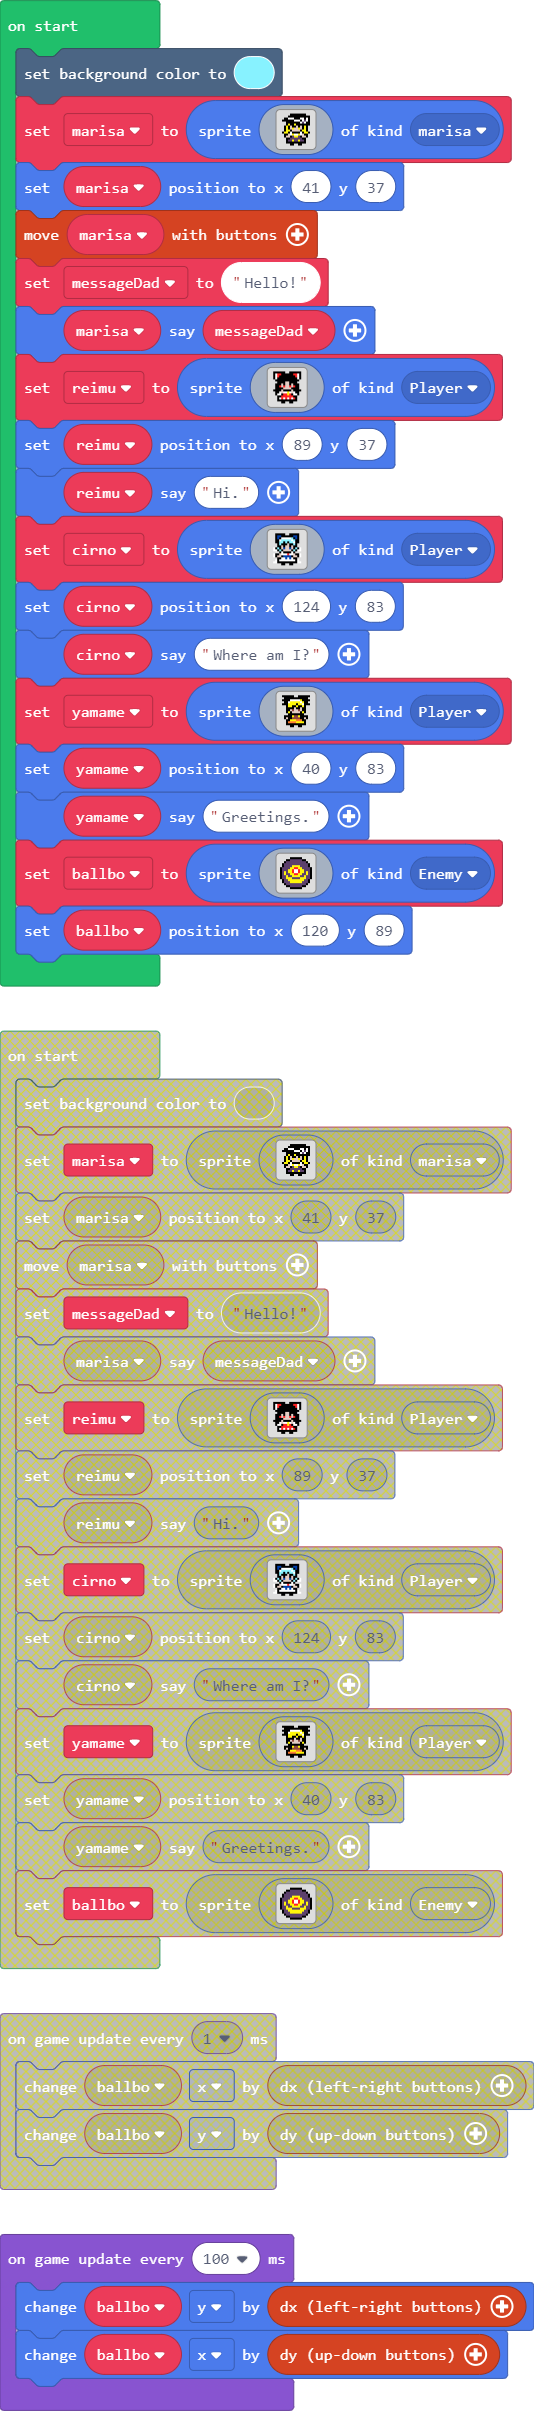 on start
set background color to
set marisa to sprite of kind marisa
set marisa position to x 41 y 37
move marisa with buttons
set messageDad to "Hello!"
marisa say messageDad
set reimu to sprite of kind Player
set reimu position to x 89 y 37
reimu say "Hi."
set cirno to sprite of kind Player
set cirno position to x 124 y 83
cirno say "Where am I?"
set yamame to sprite of kind Player
set yamame position to x 40 y 83
yamame say "Greetings."
set ballbo to sprite of kind Enemy
set ballbo position to x 120 y 89
on start
set background color to
set marisa to sprite of kind marisa
set marisa position to x 41 y 37
move marisa with buttons
set messageDad to "Hello!"
marisa say messageDad
set reimu to sprite of kind Player
set reimu position to x 89 y 37
reimu say "Hi."
set cirno to sprite of kind Player
set cirno position to x 124 y 83
cirno say "Where am I?"
set yamame to sprite of kind Player
set yamame position to x 40 y 83
yamame say "Greetings."
set ballbo to sprite of kind Enemy
on game update every 1 ms
change ballbo x by dx (left-right buttons)
change ballbo y by dy (up-down buttons)
on game update every 100 ms
change ballbo y by dx (left-right buttons)
change ballbo x by dy (up-down buttons)